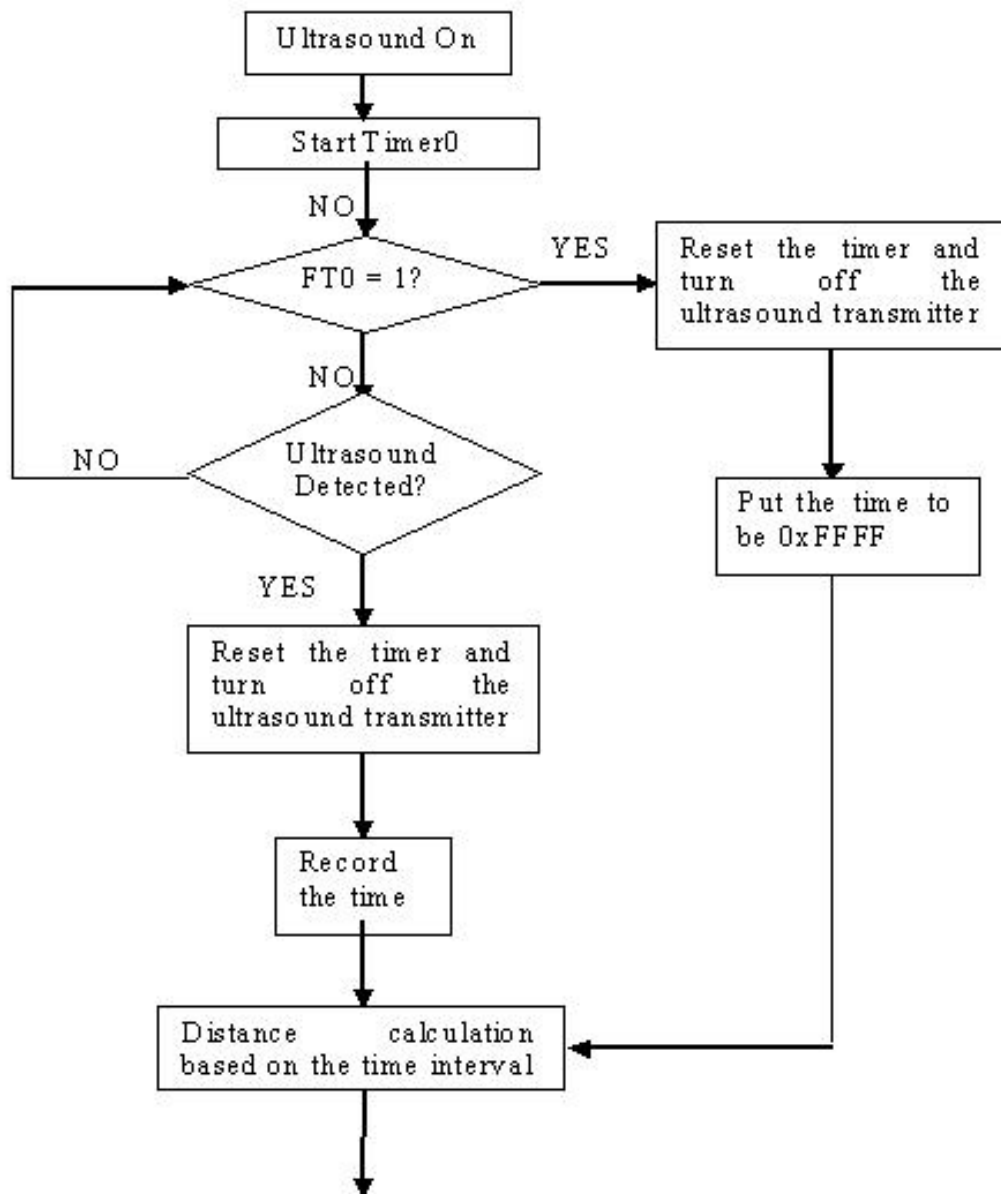 Ultrasound On
Start Timer0
NO
FT0 = 1?
YES
Reset the timer and
turn off the
ultrasound transmitter
NO
Ultrasound
Detected?
NO
Put the time to
be 0xFFFF
YES
Reset the timer and
turn off the
ultrasound transmitter
Record
the time
Distance calculation
based on the time interval